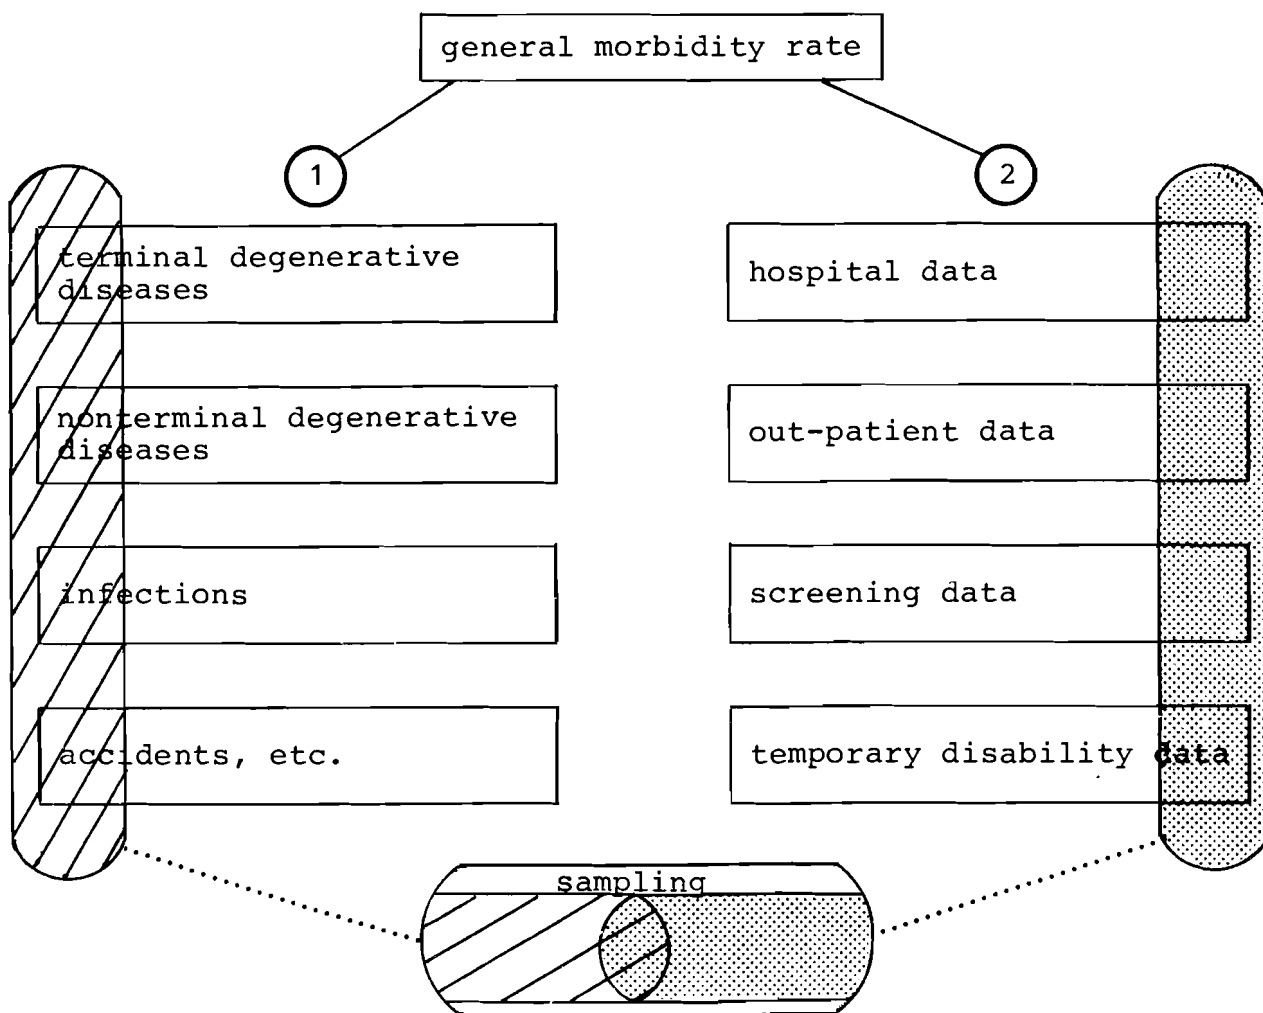 general morbidity rate
1
2
terminal degenerative
diseases
nonterminal degenerative
diseases
infections
accidents, etc.
hospital data
out-patient data
screening data
temporary disability data
sampling